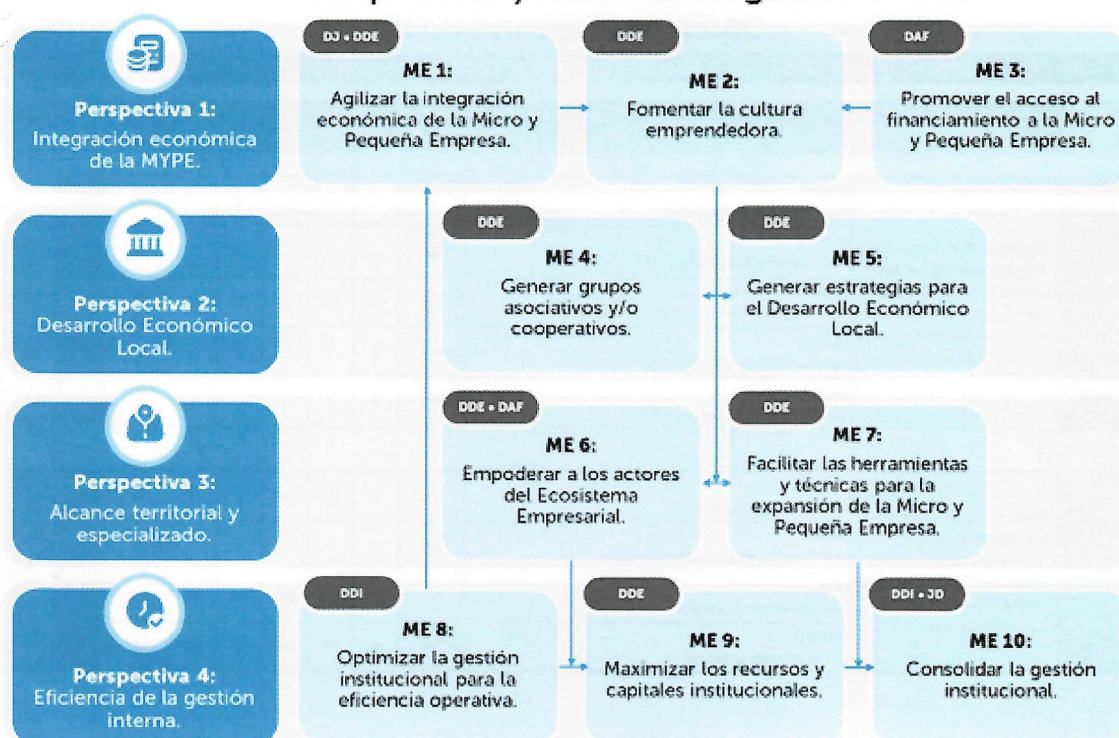 DJ • DDE
DDE
DAF
Perspectiva 1:
Integración económica
de la MYPE.
ME 1:
Agilizar la integración
económica de la Micro y
Pequeña Empresa.
ME 2:
Fomentar la cultura
emprendedora.
ME 3:
Promover el acceso al
financiamiento a la Micro
y Pequeña Empresa.
DDE
DDE
Perspectiva 2:
Desarrollo Económico
Local.
ME 4:
Generar grupos
asociativos y/o
cooperativos.
ME 5:
Generar estrategias para
el Desarrollo Económico
Local.
DDE • DAF
DDE
Perspectiva 3:
Alcance territorial y
especializado.
ME 6:
Empoderar a los actores
del Ecosistema
Empresarial.
ME 7:
Facilitar las herramientas
y técnicas para la
expansión de la Micro y
Pequeña Empresa.
DDI
DDE
DDI • JD
Perspectiva 4:
Eficiencia de la gestión
interna.
ME 8:
Optimizar la gestión
institucional para la
eficiencia operativa.
ME 9:
Maximizar los recursos y
capitales institucionales.
ME 10:
Consolidar la gestión
institucional.